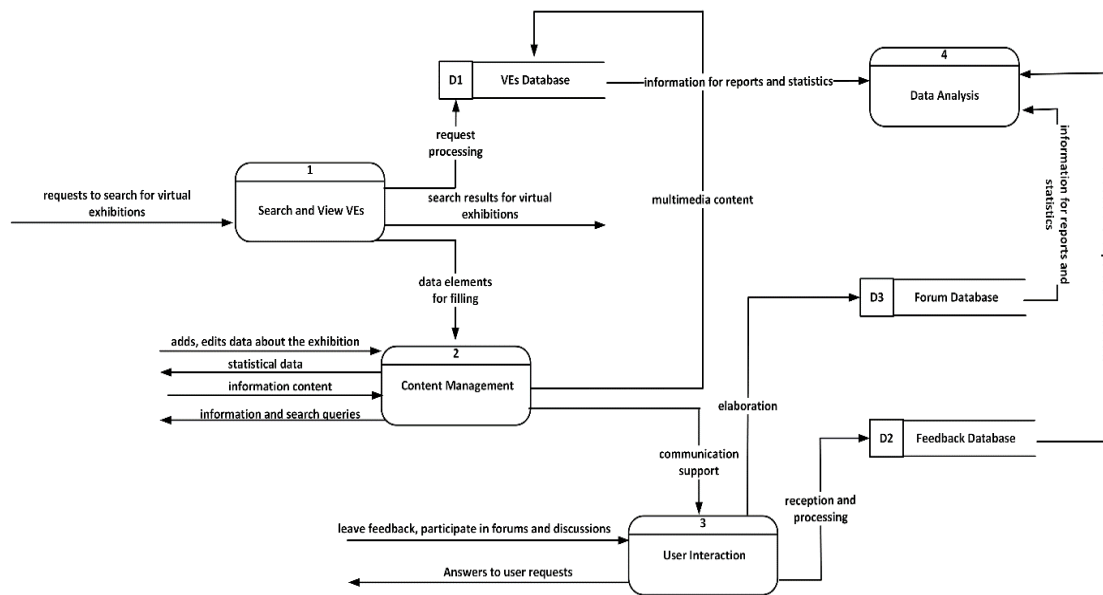 4
Data Analysis
D1
VEs Database
information for reports and statistics
request
processing
1
Search and View VEs
requests to search for virtual
exhibitions
search results for virtual
exhibitions
multimedia content
information for reports and
statistics
data elements
for filling
D3
Forum Database
adds, edits data about the exhibition
statistical data
information content
information and search queries
2
Content Management
elaboration
D2
Feedback Database
communication
support
reception and
processing
leave feedback, participate in forums and discussions
Answers to user requests
3
User Interaction